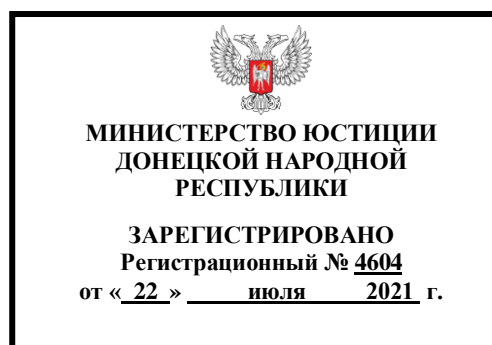 МИНИСТЕРСТВО ЮСТИЦИИ
ДОНЕЦКОЙ НАРОДНОЙ
РЕСПУБЛИКИ
ЗАРЕГИСТРИРОВАНО
Регистрационный № 4604
от « 22 » июля 2021 г.